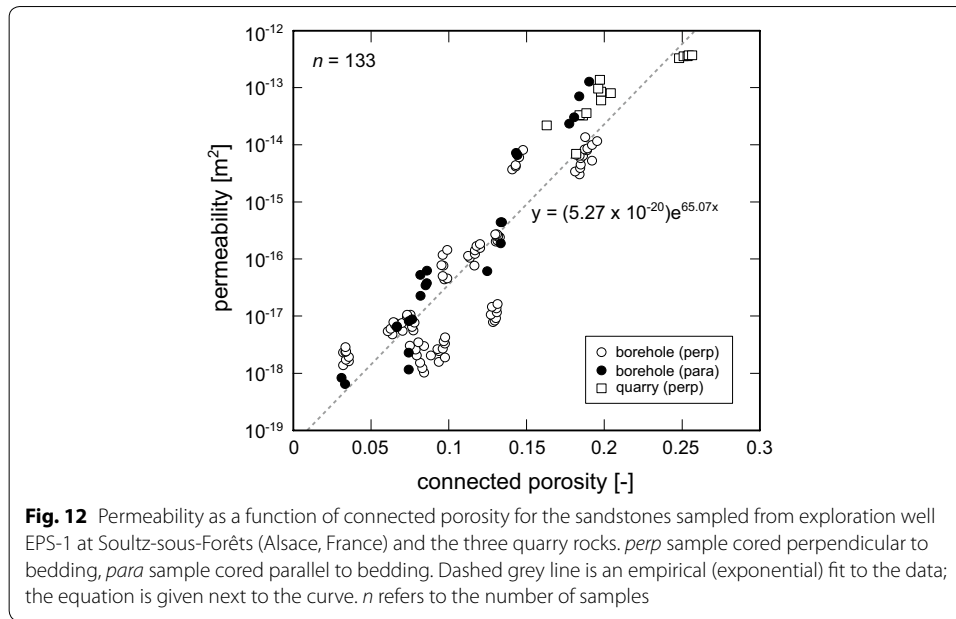 10⁻¹²
n = 133
10⁻¹³
10⁻¹⁴
10⁻¹⁵
y = (5.27 x 10⁻²⁰)e⁶⁵·⁰⁷ˣ
permeability [m²]
10⁻¹⁶
10⁻¹⁷
borehole (perp)
borehole (para)
quarry (perp)
10⁻¹⁸
10⁻¹⁹
0 0.05 0.1 0.15 0.2 0.25 0.3
connected porosity [-]
Fig. 12 Permeability as a function of connected porosity for the sandstones sampled from exploration well
EPS-1 at Soultz-sous-Forêts (Alsace, France) and the three quarry rocks. perp sample cored perpendicular to
bedding, para sample cored parallel to bedding. Dashed grey line is an empirical (exponential) fit to the data;
the equation is given next to the curve. n refers to the number of samples